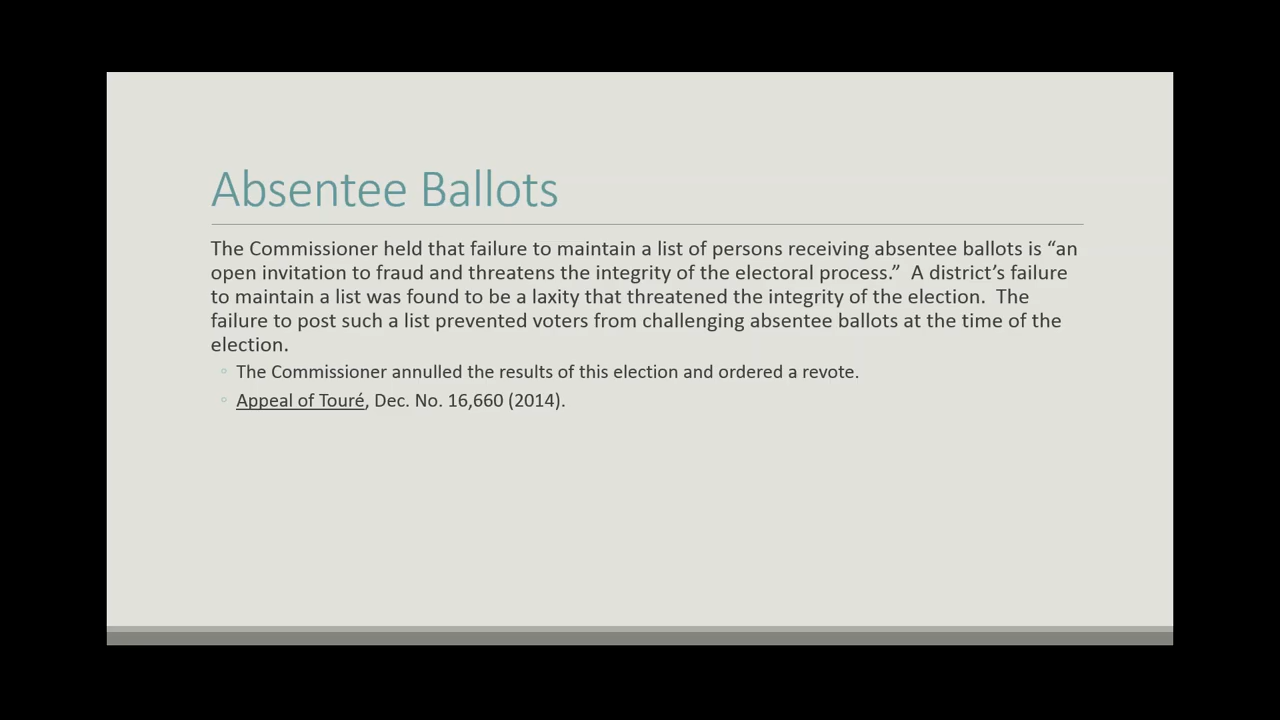 Absentee Ballots
The Commissioner held that failure to maintain a list of persons receiving absentee ballots is “an
open invitation to fraud and threatens the integrity of the electoral process.”  A district’s failure
to maintain a list was found to be a laxity that threatened the integrity of the election.  The
failure to post such a list prevented voters from challenging absentee ballots at the time of the
election.
◦ The Commissioner annulled the results of this election and ordered a revote.
◦ Appeal of Touré, Dec. No. 16,660 (2014).